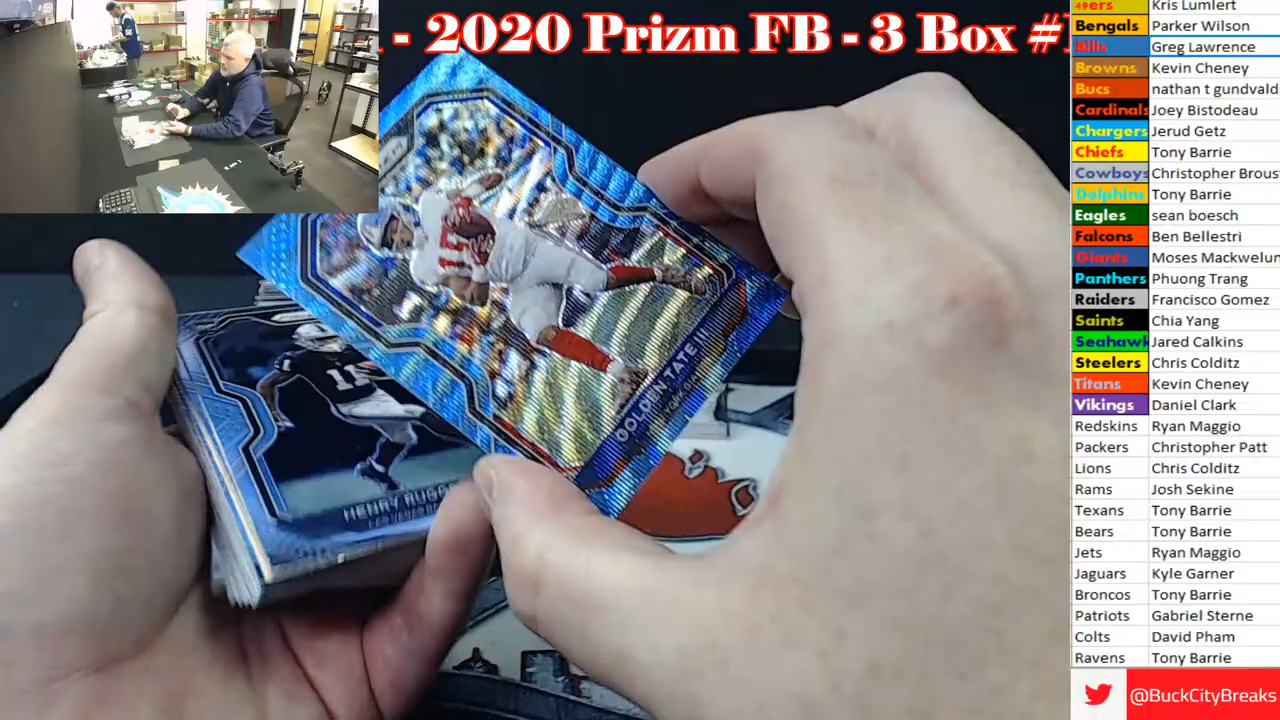 - 2020 Prizm FB - 3 Box #
49ers Kris Lumlert
Bengals Parker Wilson
Bills Greg Lawrence
Browns Kevin Cheney
Bucs nathan t gundvald
Cardinals Joey Bistodeau
Chargers Jerud Getz
Chiefs Tony Barrie
Cowboys Christopher Brous
Dolphins Tony Barrie
Eagles sean boesch
Falcons Ben Bellestri
Giants Moses Mackwelun
Panthers Phuong Trang
Raiders Francisco Gomez
Saints Chia Yang
Seahawk Jared Calkins
Steelers Chris Colditz
Titans Kevin Cheney
Vikings Daniel Clark
Redskins Ryan Maggio
Packers Christopher Patt
Lions Chris Colditz
Rams Josh Sekine
Texans Tony Barrie
Bears Tony Barrie
Jets Ryan Maggio
Jaguars Kyle Garner
Broncos Tony Barrie
Patriots Gabriel Sterne
Colts David Pham
Ravens Tony Barrie
@BuckCityBreaks
GOLDEN TATE III
11
HENRY RUGG